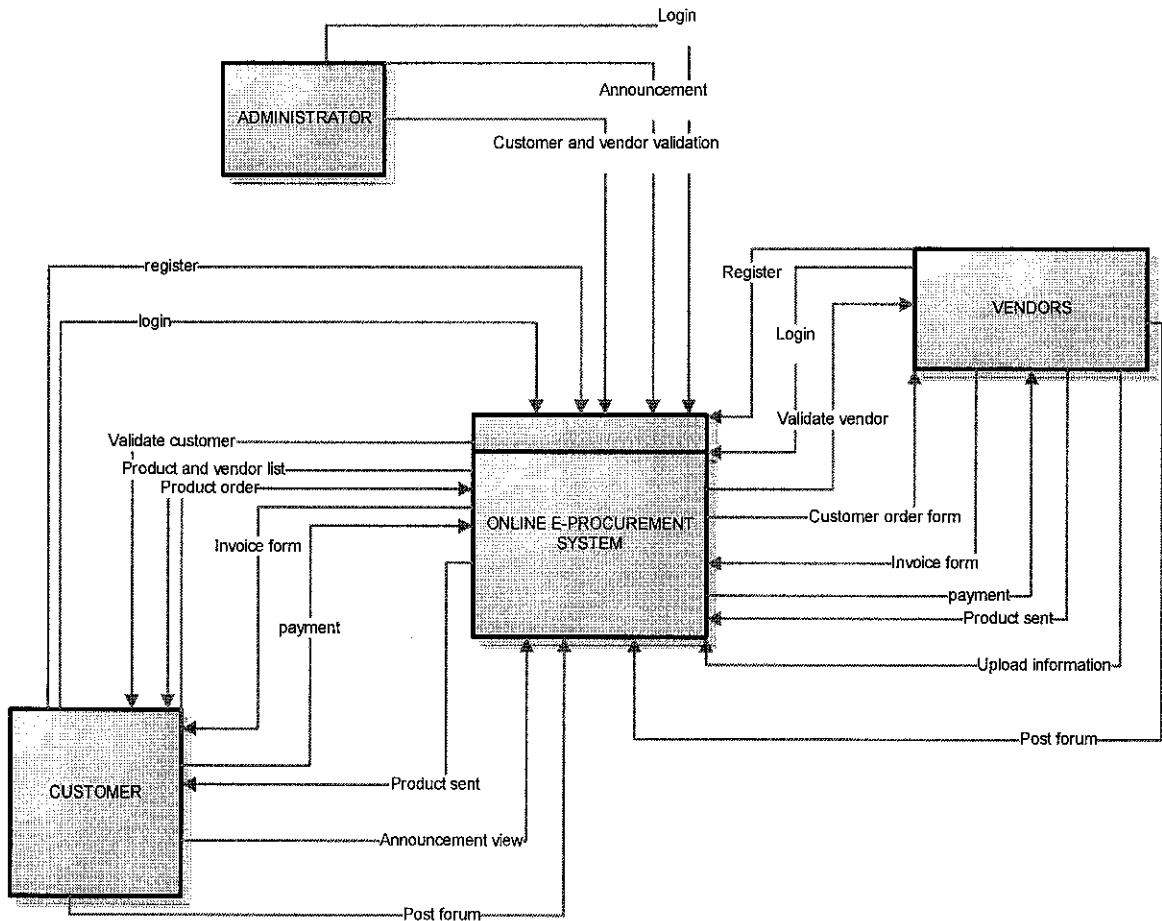 Login
Announcement
ADMINISTRATOR
Customer and vendor validation
register
Register
VENDORS
login
Login
Validate vendor
Validate customer
Product and vendor list
Product order
ONLINE E-PROCUREMENT
SYSTEM
Customer order form
Invoice form
Invoice form
payment
payment
Product sent
Upload information
Post forum
Product sent
CUSTOMER
Announcement view
Post forum